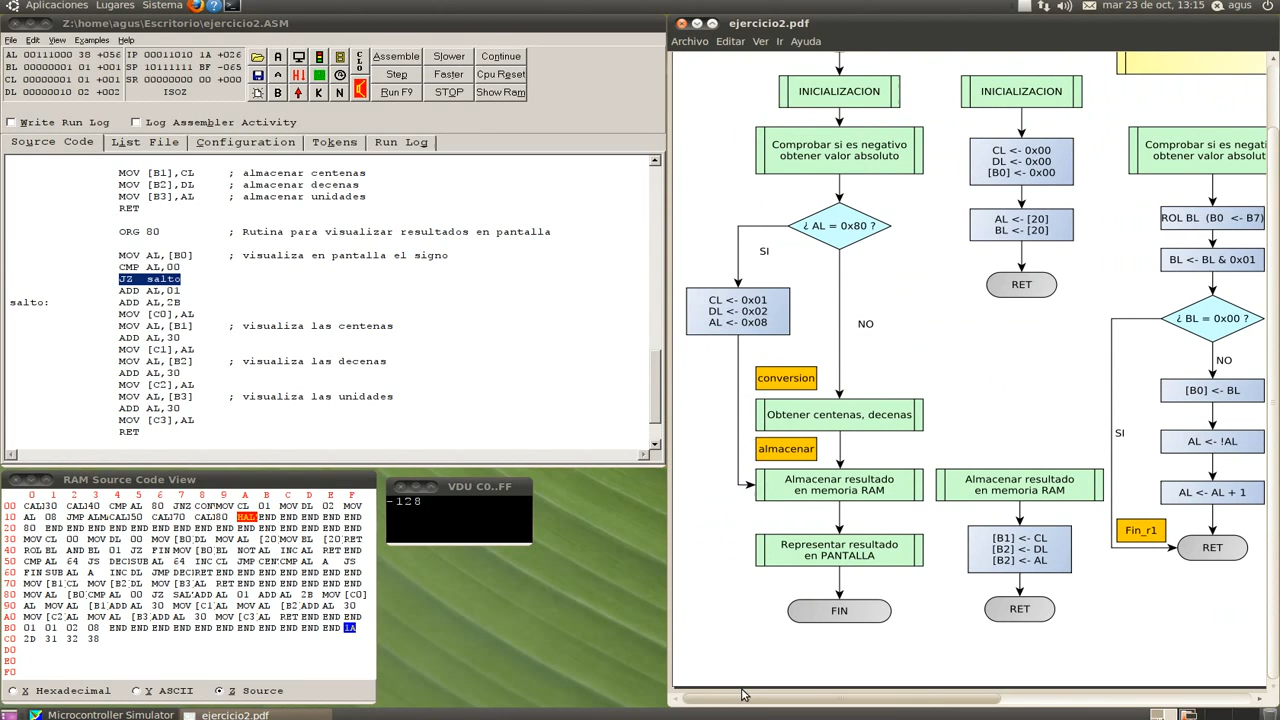 Aplicaciones Lugares Sistema
mar 23 de oct, 13:15 agus
Z:\home\agus\Escritorio\ejercicio2.ASM
File Edit View Examples Help
AL 00111000 38 +056 IP 00011010 1A +026
BL 00000001 01 +001 SP 10111111 BF -065
CL 00000001 01 +001 SR 00000000 00 +000
DL 00000010 02 +002 ISOZ
Assemble Slower Continue
Step Faster Cpu Reset
Run F9 STOP Show Ram
CLO
Write Run Log Log Assembler Activity
Source Code List File Configuration Tokens Run Log
MOV [B1],CL ; almacenar centenas
MOV [B2],DL ; almacenar decenas
MOV [B3],AL ; almacenar unidades
RET
ORG 80 ; Rutina para visualizar resultados en pantalla
MOV AL,[B0] ; visualiza en pantalla el signo
CMP AL,00
JZ salto
ADD AL,01
salto: ADD AL,2B
MOV [C0],AL
MOV AL,[B1] ; visualiza las centenas
ADD AL,30
MOV [C1],AL
MOV AL,[B2] ; visualiza las decenas
ADD AL,30
MOV [C2],AL
MOV AL,[B3] ; visualiza las unidades
ADD AL,30
MOV [C3],AL
RET
RAM Source Code View
0 1 2 3 4 5 6 7 8 9 A B C D E F
X Hexadecimal Y ASCII Z Source
VDU C0..FF
-128
ejercicio2.pdf
Archivo Editar Ver Ir Ayuda
INICIALIZACION
Comprobar si es negativo
obtener valor absoluto
¿ AL = 0x80 ?
SI
CL <- 0x01
DL <- 0x02
AL <- 0x08
NO
conversion
Obtener centenas, decenas
almacenar
Almacenar resultado
en memoria RAM
Representar resultado
en PANTALLA
FIN
INICIALIZACION
CL <- 0x00
DL <- 0x00
[B0] <- 0x00
AL <- [20]
BL <- [20]
RET
Almacenar resultado
en memoria RAM
[B1] <- CL
[B2] <- DL
[B2] <- AL
RET
Comprobar si es negati
obtener valor absolut
ROL BL (B0 <- B7)
BL <- BL & 0x01
¿ BL = 0x00 ?
NO
SI
[B0] <- BL
AL <- !AL
AL <- AL + 1
Fin_r1
RET
Microcontroller Simulator
ejercicio2.pdf